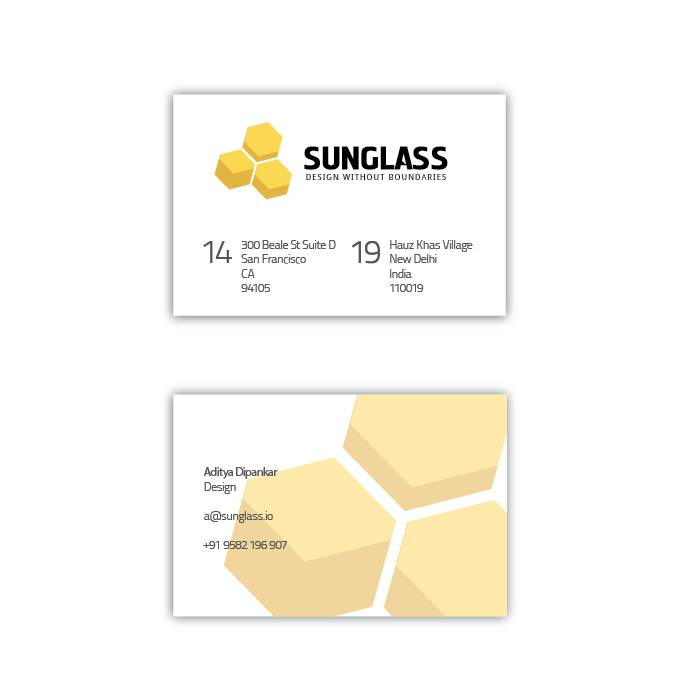 SUNGLASS
DESIGN WITHOUT BOUNDARIES
14
300 Beale St Suite D
San Francisco
CA
94105
19
Hauz Khas Village
New Delhi
India
110019
Aditya Dipankar
Design
a@sunglass.io
+91 9582 196 907